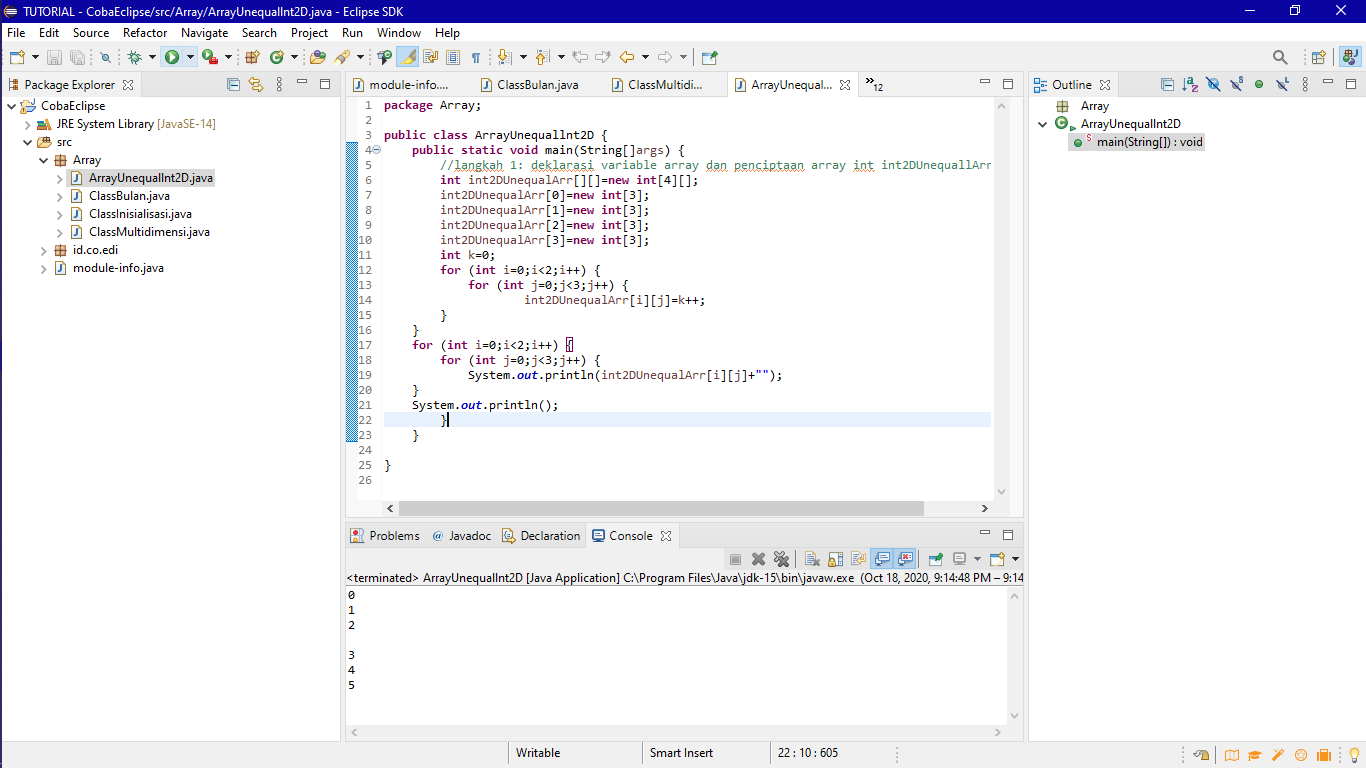 TUTORIAL - CobaEclipse/src/Array/ArrayUnequalInt2D.java - Eclipse SDK
File Edit Source Refactor Navigate Search Project Run Window Help
Package Explorer
CobaEclipse
JRE System Library [JavaSE-14]
src
Array
ArrayUnequalInt2D.java
ClassBulan.java
ClassInisialisasi.java
ClassMultidimensi.java
id.co.edi
module-info.java
module-info.... ClassBulan.java ClassMultidi... ArrayUnequal... »12
1 package Array;
2
3 public class ArrayUnequalInt2D {
4 public static void main(String[]args) {
5 //langkah 1: deklarasi variable array dan penciptaan array int int2DUnequallArr
6 int int2DUnequalArr[][]=new int[4][];
7 int2DUnequalArr[0]=new int[3];
8 int2DUnequalArr[1]=new int[3];
9 int2DUnequalArr[2]=new int[3];
10 int2DUnequalArr[3]=new int[3];
11 int k=0;
12 for (int i=0;i<2;i++) {
13 for (int j=0;j<3;j++) {
14 int2DUnequalArr[i][j]=k++;
15 }
16 }
17 for (int i=0;i<2;i++) {
18 for (int j=0;j<3;j++) {
19 System.out.println(int2DUnequalArr[i][j]+"");
20 }
21 System.out.println();
22 }
23 }
24
25 }
26
Outline
Array
ArrayUnequalInt2D
S main(String[]) : void
Problems @ Javadoc Declaration Console
<terminated> ArrayUnequalInt2D [Java Application] C:\Program Files\Java\jdk-15\bin\javaw.exe (Oct 18, 2020, 9:14:48 PM – 9:14
0
1
2
3
4
5
Writable Smart Insert 22 : 10 : 605